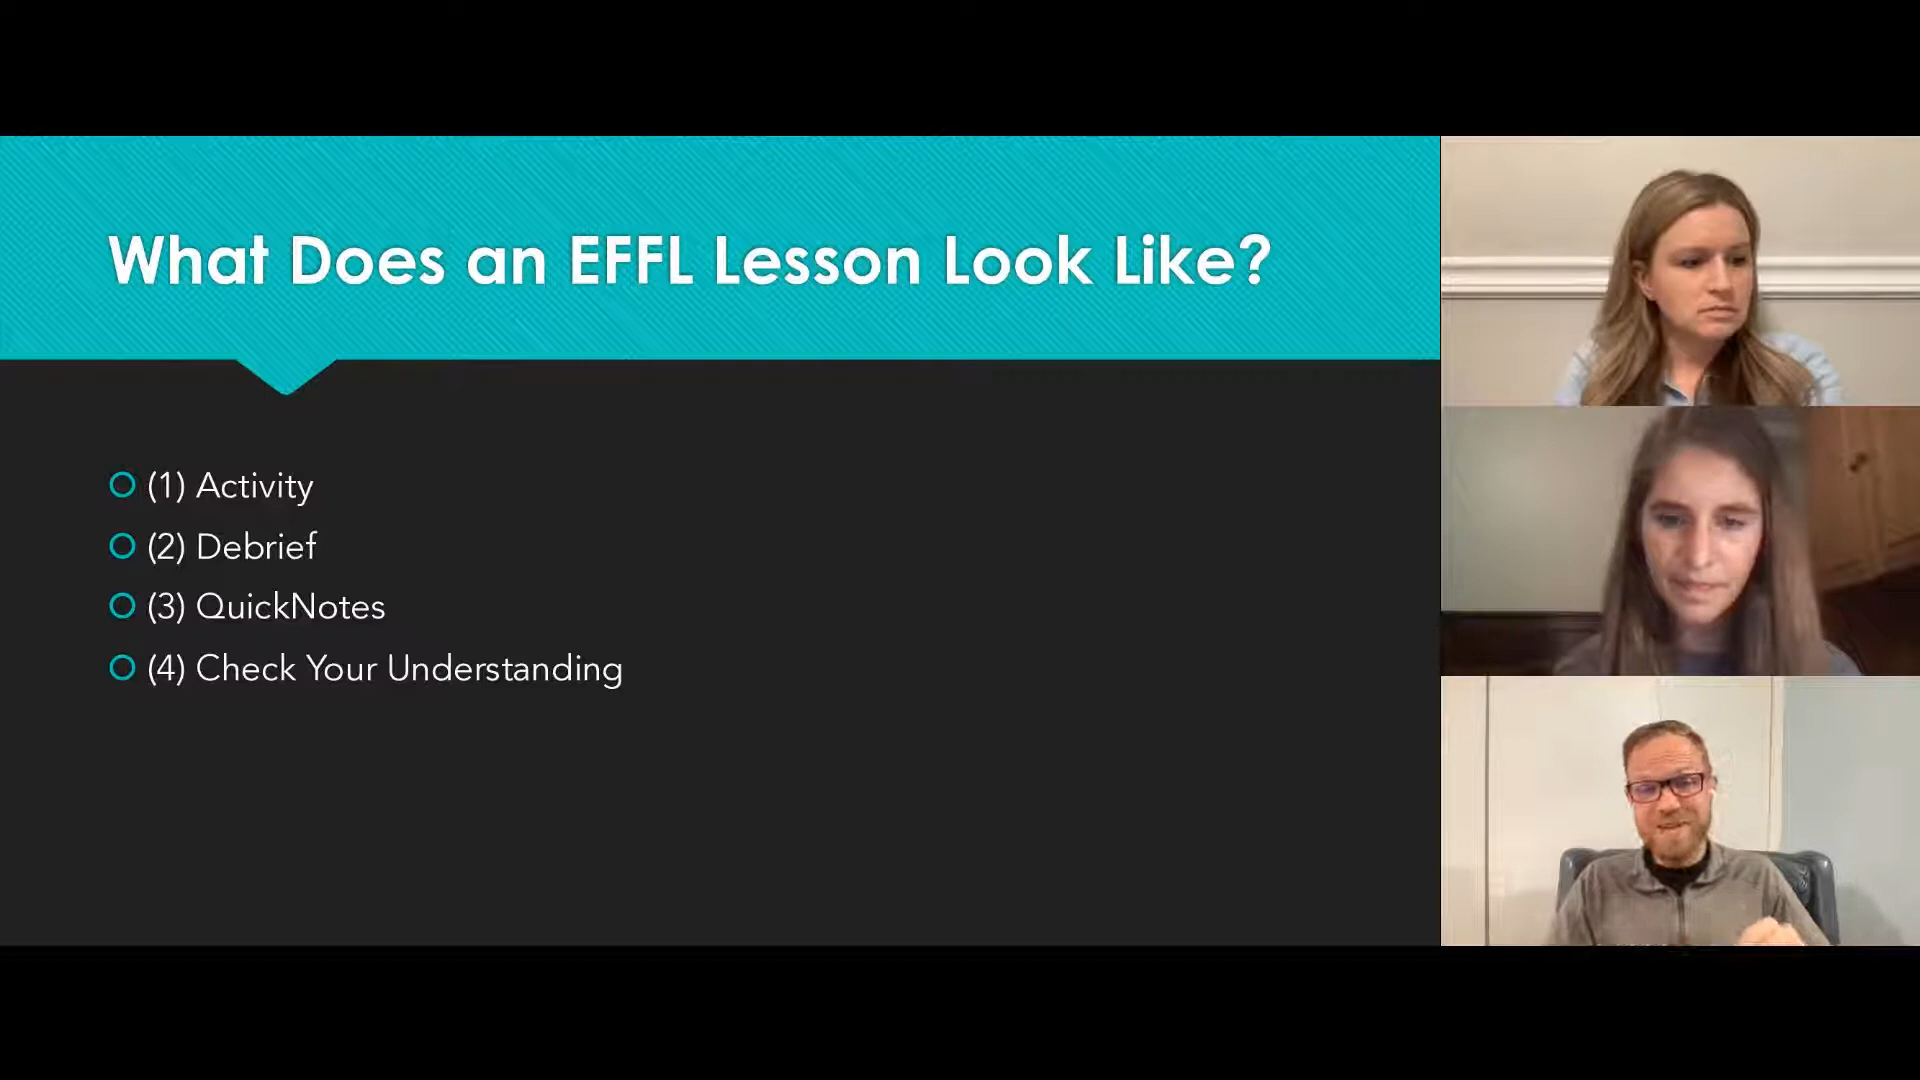 What Does an EFFL Lesson Look Like?
(1) Activity
(2) Debrief
(3) QuickNotes
(4) Check Your Understanding